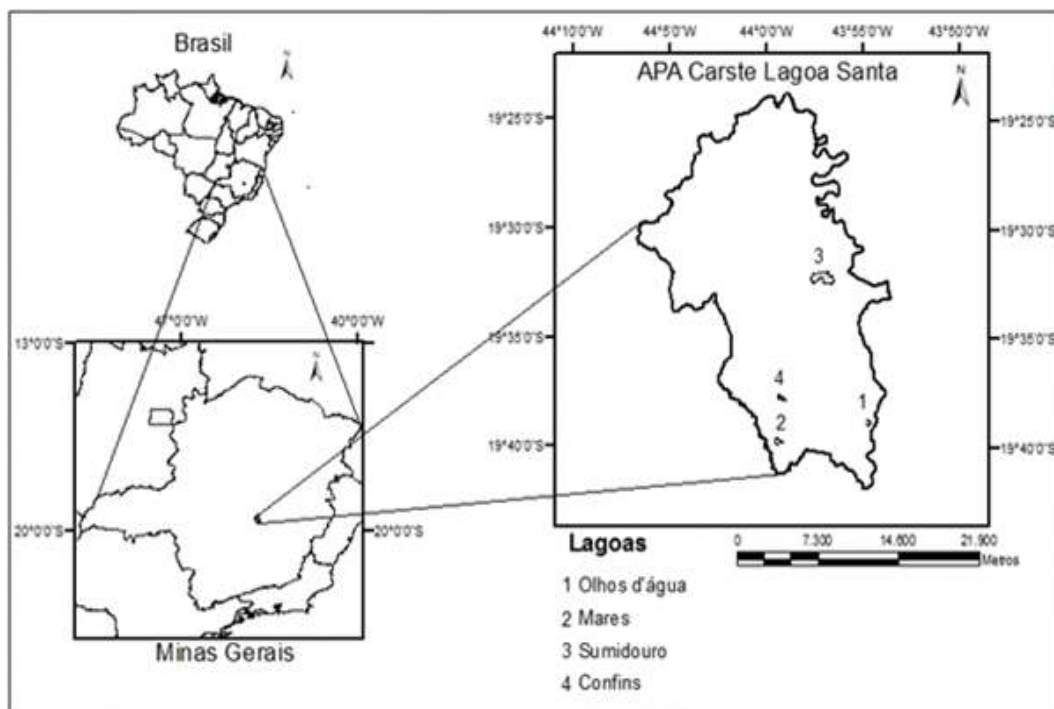 Brasil
N
47°0'0"W
40°0'0"W
13°0'0"S
N
20°0'0"S
20°0'0"S
Minas Gerais
44°10'0"W
44°5'0"W
44°0'0"W
43°55'0"W
43°50'0"W
APA Carste Lagoa Santa
N
19°25'0"S
19°25'0"S
19°30'0"S
19°30'0"S
3
19°35'0"S
19°35'0"S
4
1
2
19°40'0"S
19°40'0"S
Lagoas
0
7.300
14.600
21.900
Metros
1 Olhos d'água
2 Mares
3 Sumidouro
4 Confins